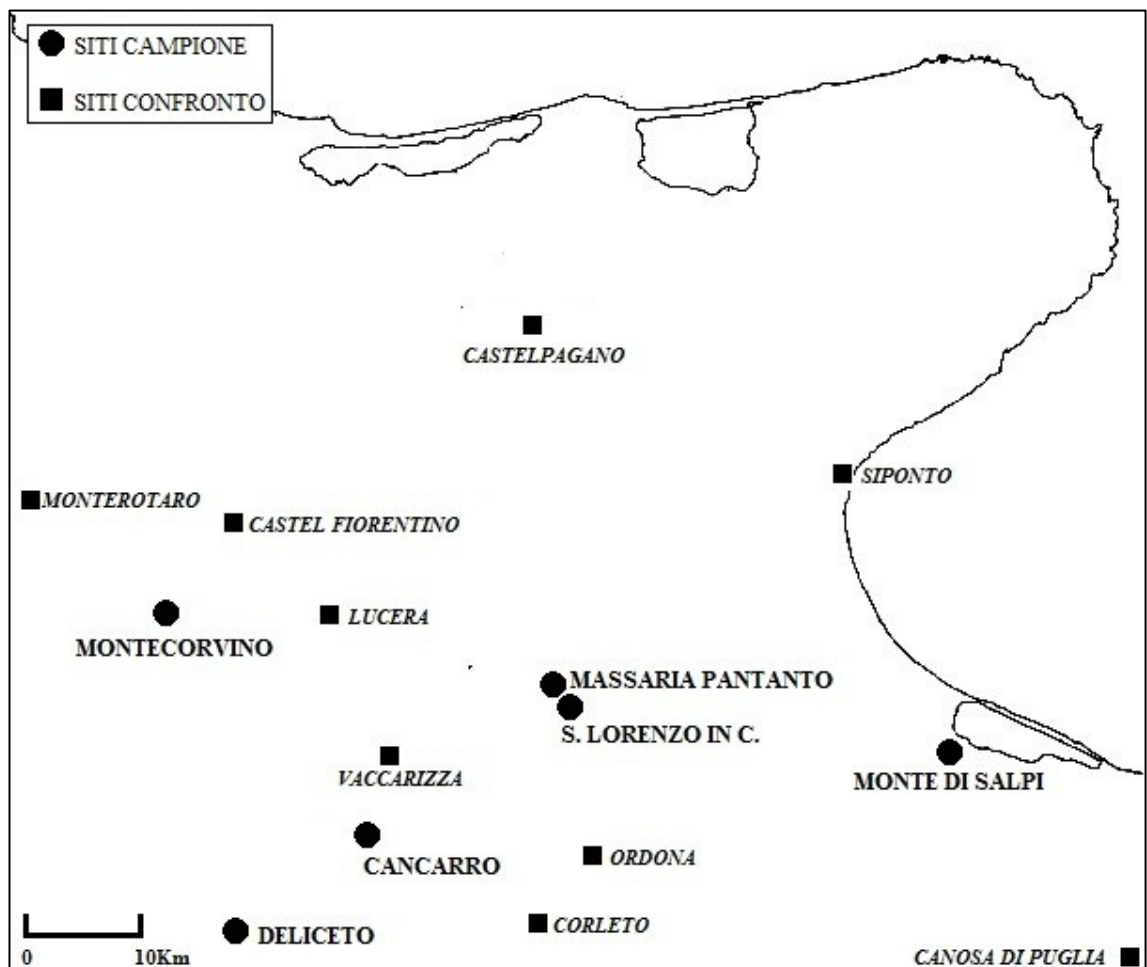 SITI CAMPIONE
SITI CONFRONTO
CASTELPAGANO
SIPONTO
MONTEROTARO
CASTEL FIORENTINO
LUCERA
MONTECORVINO
MASSARIA PANTANTO
S. LORENZO IN C.
VACCARIZZA
MONTE DI SALPI
CANCARRO
ORDONA
CORLETO
DELICETO
CANOSA DI PUGLIA
0 10Km